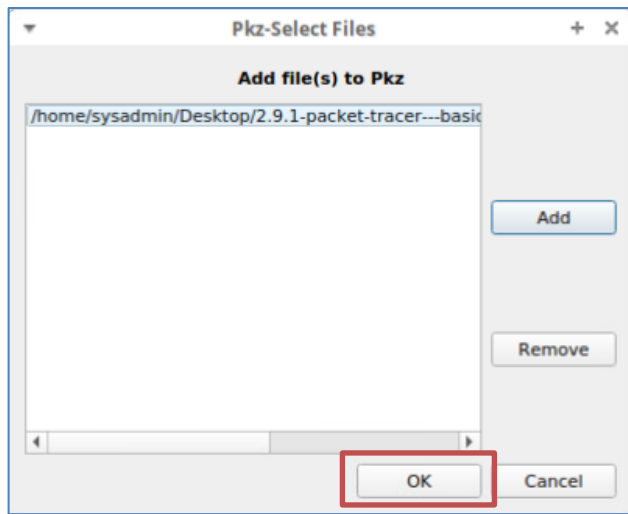 Pkz-Select Files
Add file(s) to Pkz
/home/sysadmin/Desktop/2.9.1-packet-tracer---basic
Add
Remove
OK
Cancel